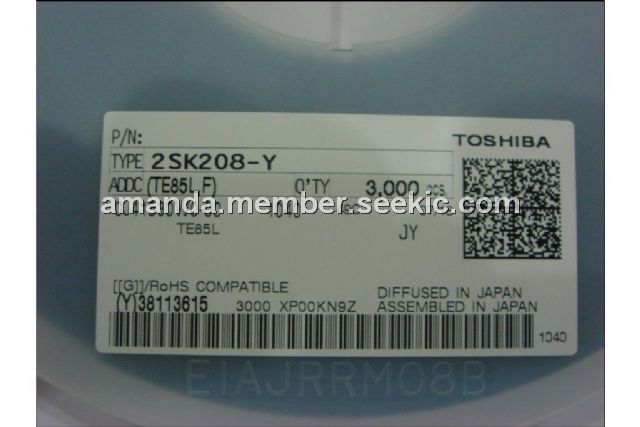 P/N:
TOSHIBA
TYPE 2SK208-Y
ADDC (TE85L,F) Q'TY 3,000 pcs.
amanda.member.seekic.com
TE85L
JY
[[G]]/RoHS COMPATIBLE
DIFFUSED IN JAPAN
(Y)38113615 3000 XP00KN9Z ASSEMBLED IN JAPAN
1040
EIAJRRM08B